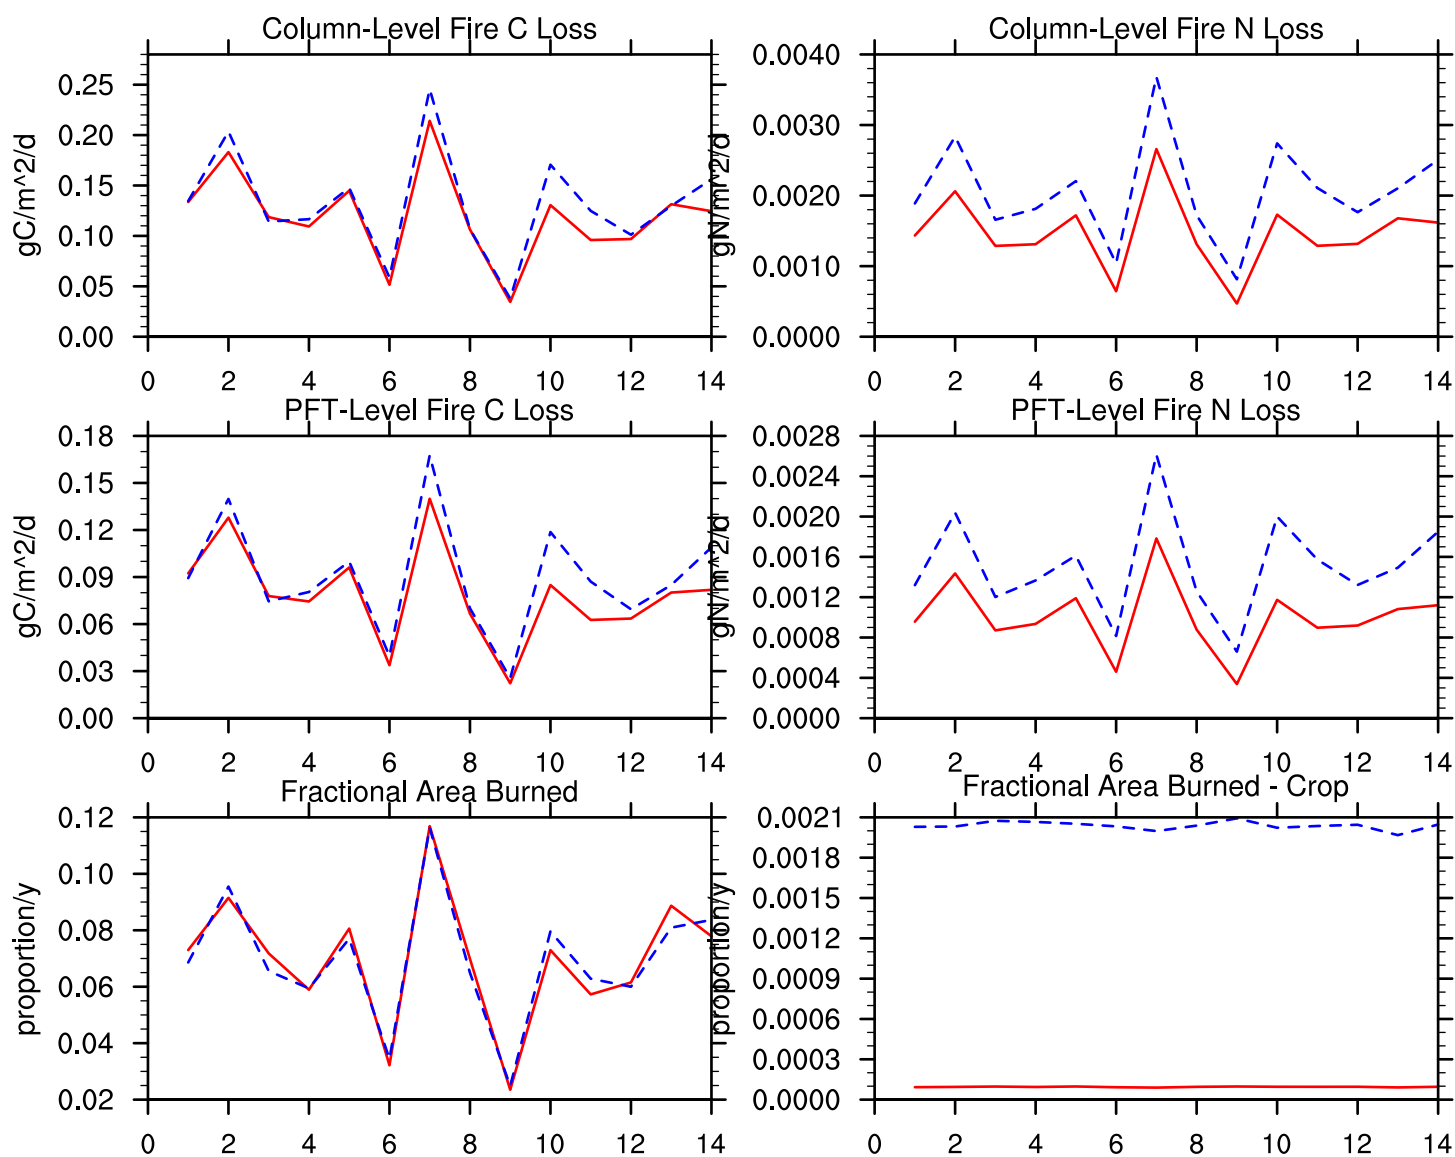 Column-Level Fire C Loss
gC/m^2/d
0.25
0.20
0.15
0.10
0.05
0.00
0 2 4 6 8 10 12 14
Column-Level Fire N Loss
gN/m^2/d
0.0040
0.0030
0.0020
0.0010
0.0000
0 2 4 6 8 10 12 14
PFT-Level Fire C Loss
gC/m^2/d
0.18
0.15
0.12
0.09
0.06
0.03
0.00
0 2 4 6 8 10 12 14
PFT-Level Fire N Loss
gN/m^2/d
0.0028
0.0024
0.0020
0.0016
0.0012
0.0008
0.0004
0.0000
0 2 4 6 8 10 12 14
Fractional Area Burned
proportion/y
0.12
0.10
0.08
0.06
0.04
0.02
0 2 4 6 8 10 12 14
Fractional Area Burned - Crop
proportion/y
0.0021
0.0018
0.0015
0.0012
0.0009
0.0006
0.0003
0.0000
0 2 4 6 8 10 12 14